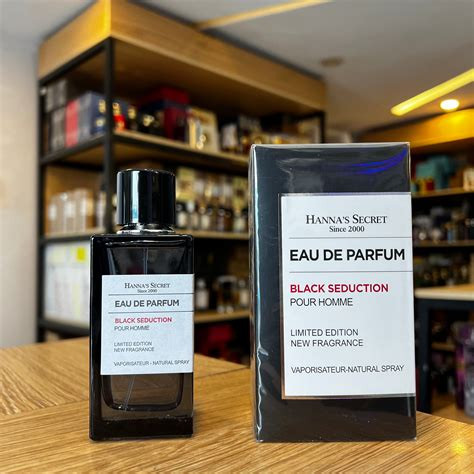 HANNA'S SECRET
Since 2000
EAU DE PARFUM
BLACK SEDUCTION
POUR HOMME
LIMITED EDITION
NEW FRAGRANCE
VAPORISATEUR - NATURAL SPRAY
HANNA'S SECRET
Since 2000
EAU DE PARFUM
BLACK SEDUCTION
POUR HOMME
LIMITED EDITION
NEW FRAGRANCE
VAPORISATEUR-NATURAL SPRAY